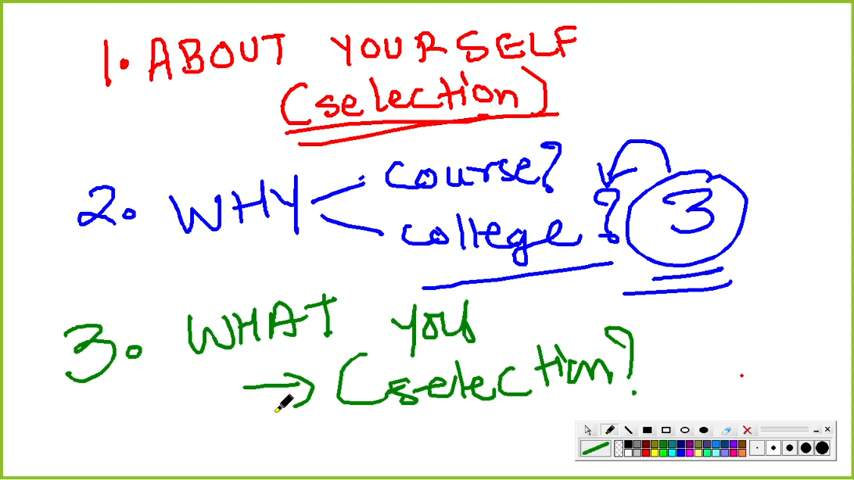 1. ABOUT YOURSELF
(selection)
2. WHY course?
college? 3
3. WHAT you
→ (selection?